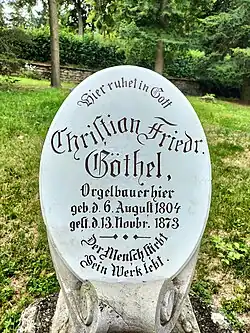 Hier ruhet in Gott
Christian Friedr.
Göthel,
Orgelbauer hier
geb. d. 6. August 1804
gest. d. 13. Novbr. 1873
Der Mensch stirbt
Sein Werk lebt.